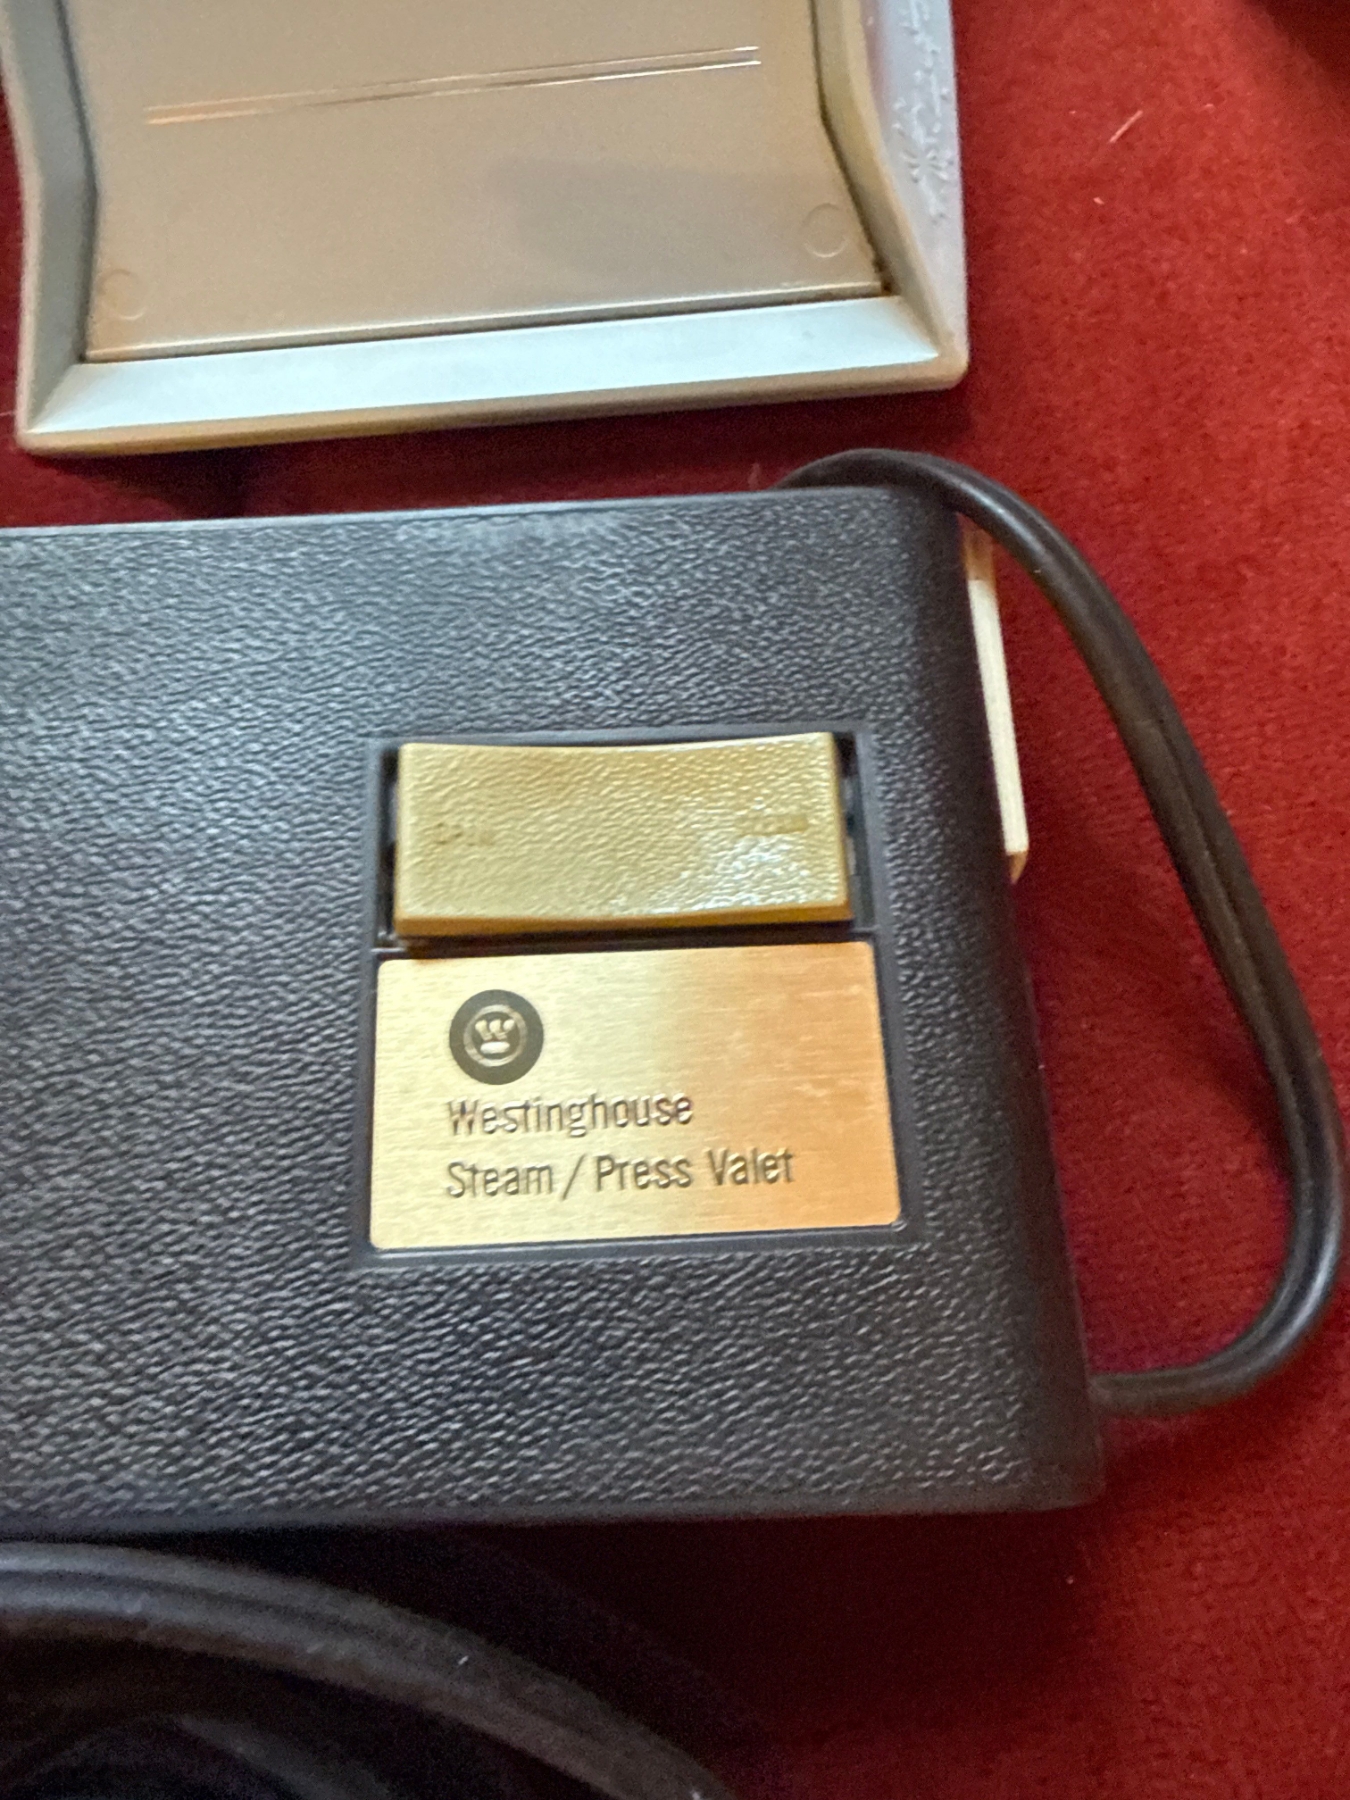 W
Westinghouse
Steam / Press Valet